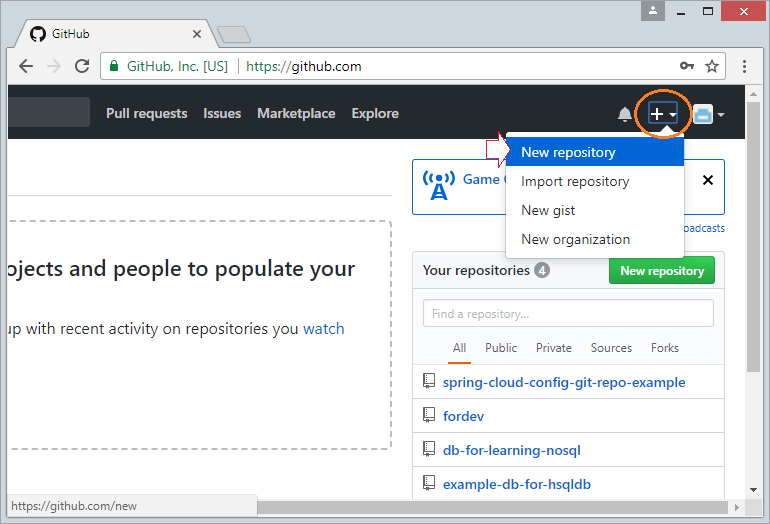 GitHub
GitHub, Inc. [US] https://github.com
Pull requests Issues Marketplace Explore
New repository
Import repository
New gist
New organization
Game
oadcasts
ojects and people to populate your
up with recent activity on repositories you watch
Your repositories 4 New repository
Find a repository...
All Public Private Sources Forks
spring-cloud-config-git-repo-example
fordev
db-for-learning-nosql
example-db-for-hsqldb
https://github.com/new